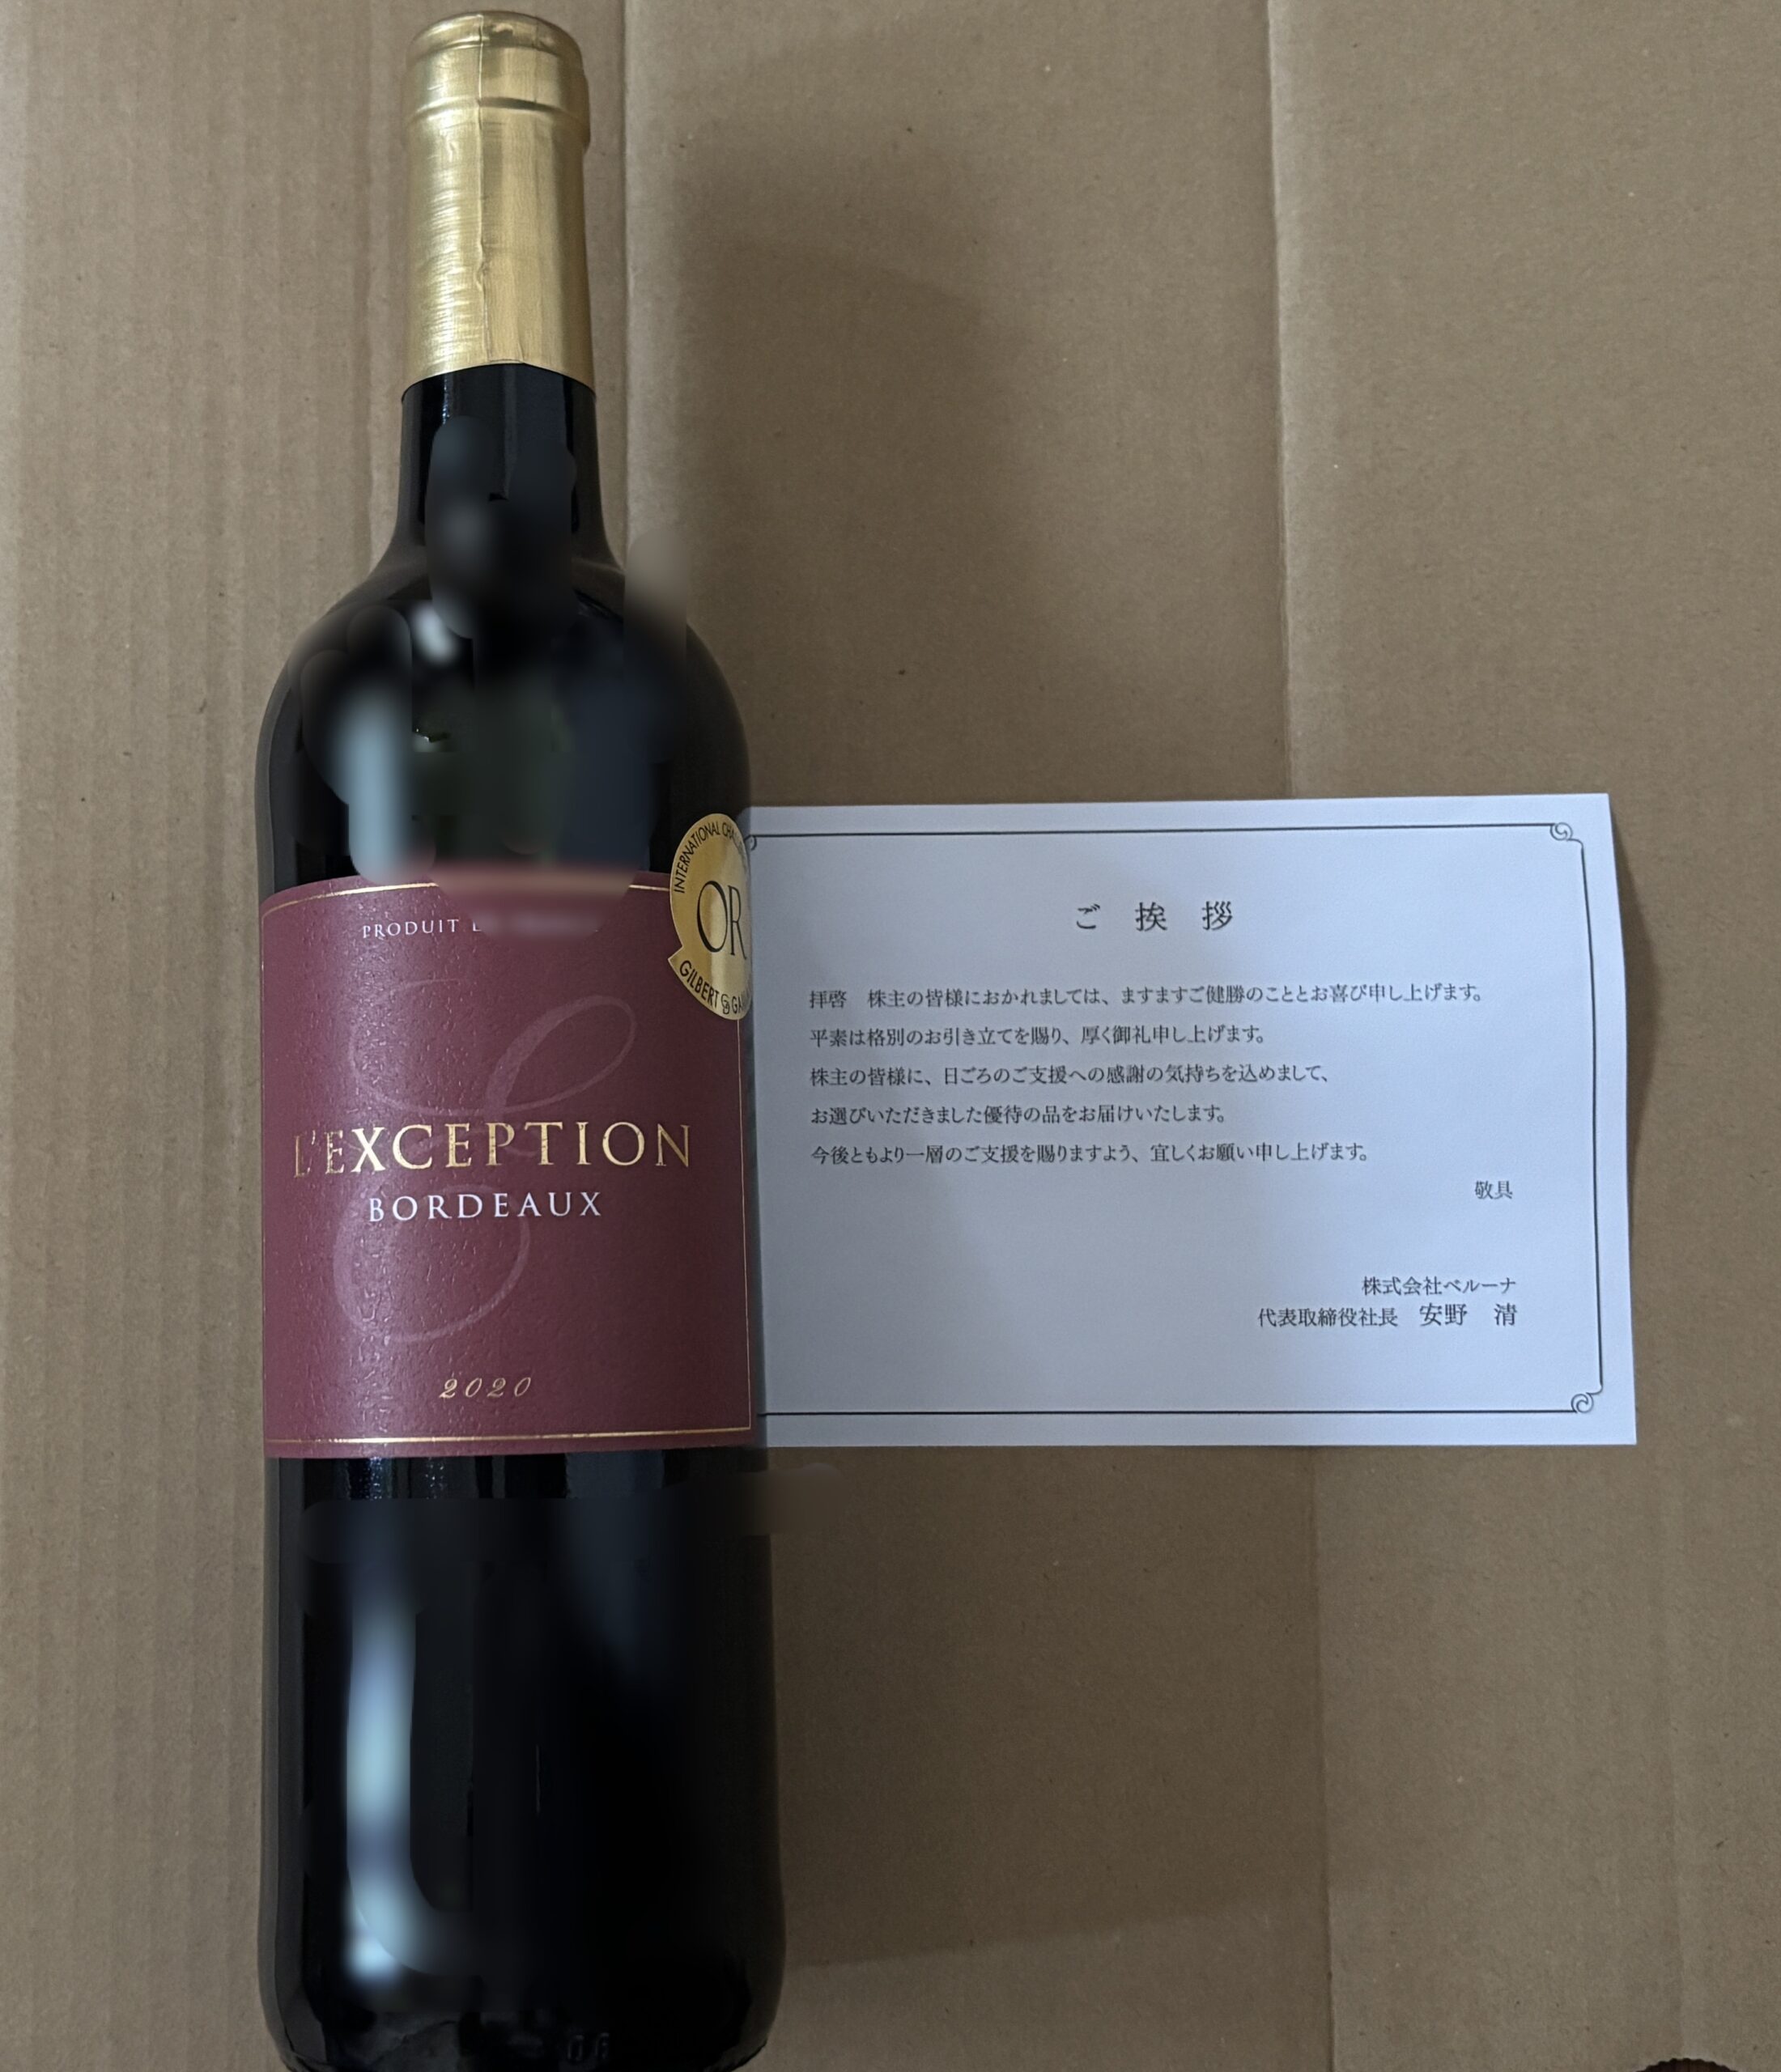 PRODUIT
INTERNATIONAL
OR
GILBERT & GA
L'EXCEPTION
BORDEAUX
2020
ご挨拶
拝啓　株主の皆様におかれましては、ますますご健勝のこととお喜び申し上げます。
平素は格別のお引き立てを賜り、厚く御礼申し上げます。
株主の皆様に、日ごろのご支援への感謝の気持ちを込めまして、
お選びいただきました優待の品をお届けいたします。
今後ともより一層のご支援を賜りますよう、宜しくお願い申し上げます。
敬具
株式会社ベルーナ
代表取締役社長　安野　清